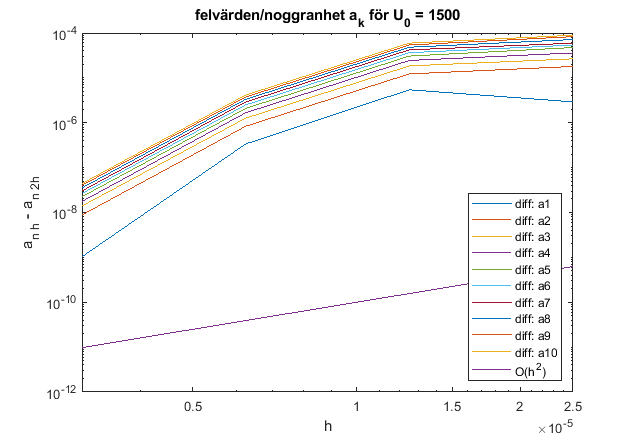 felvärden/noggranhet a_k för U_0 = 1500
10^-4
10^-6
10^-8
10^-10
10^-12
a_n h - a_n 2h
diff: a1
diff: a2
diff: a3
diff: a4
diff: a5
diff: a6
diff: a7
diff: a8
diff: a9
diff: a10
O(h^2)
0.5
1
1.5
2
2.5
h
×10^-5